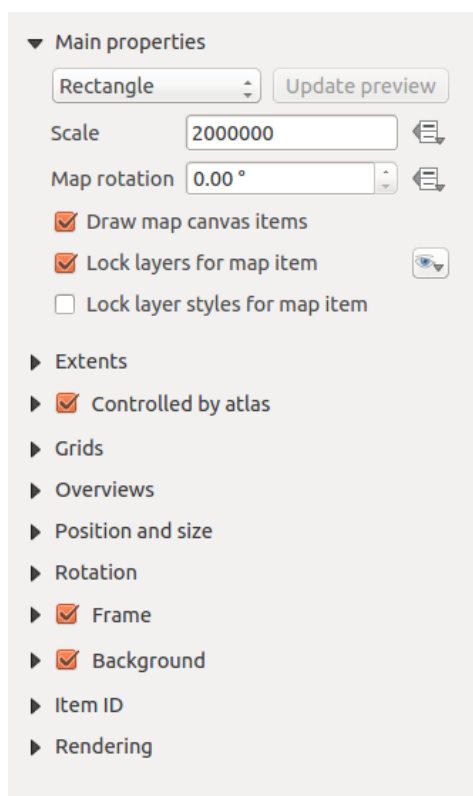 Main properties
Rectangle Update preview
Scale 2000000
Map rotation 0.00 °
Draw map canvas items
Lock layers for map item
Lock layer styles for map item
Extents
Controlled by atlas
Grids
Overviews
Position and size
Rotation
Frame
Background
Item ID
Rendering